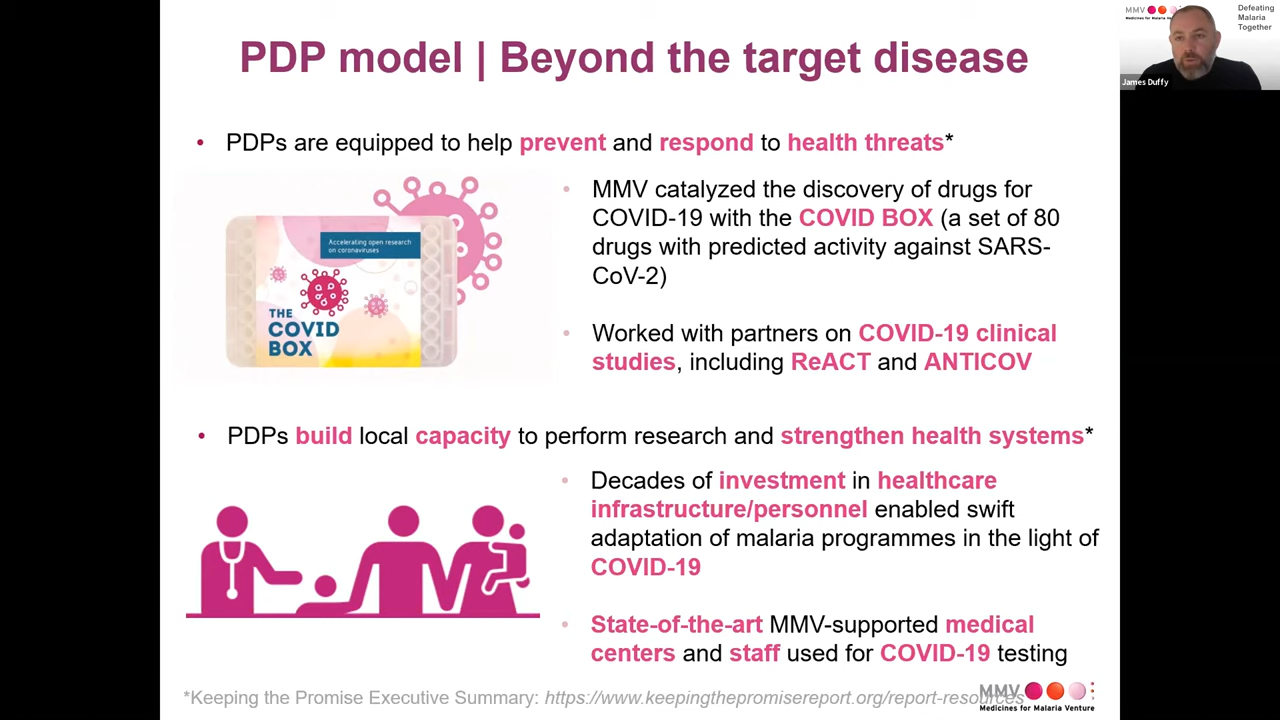 PDP model | Beyond the target disease
MMV
Medicines for Malaria
Defeating
Malaria
Together
James Duffy
• PDPs are equipped to help prevent and respond to health threats*
Accelerating open research
on coronaviruses
THE
COVID
BOX
• MMV catalyzed the discovery of drugs for
COVID-19 with the COVID BOX (a set of 80
drugs with predicted activity against SARS-
CoV-2)
• Worked with partners on COVID-19 clinical
studies, including ReACT and ANTICOV
• PDPs build local capacity to perform research and strengthen health systems*
• Decades of investment in healthcare
infrastructure/personnel enabled swift
adaptation of malaria programmes in the light of
COVID-19
• State-of-the-art MMV-supported medical
centers and staff used for COVID-19 testing
*Keeping the Promise Executive Summary: https://www.keepingthepromisereport.org/report-resources
MMV
Medicines for Malaria Venture